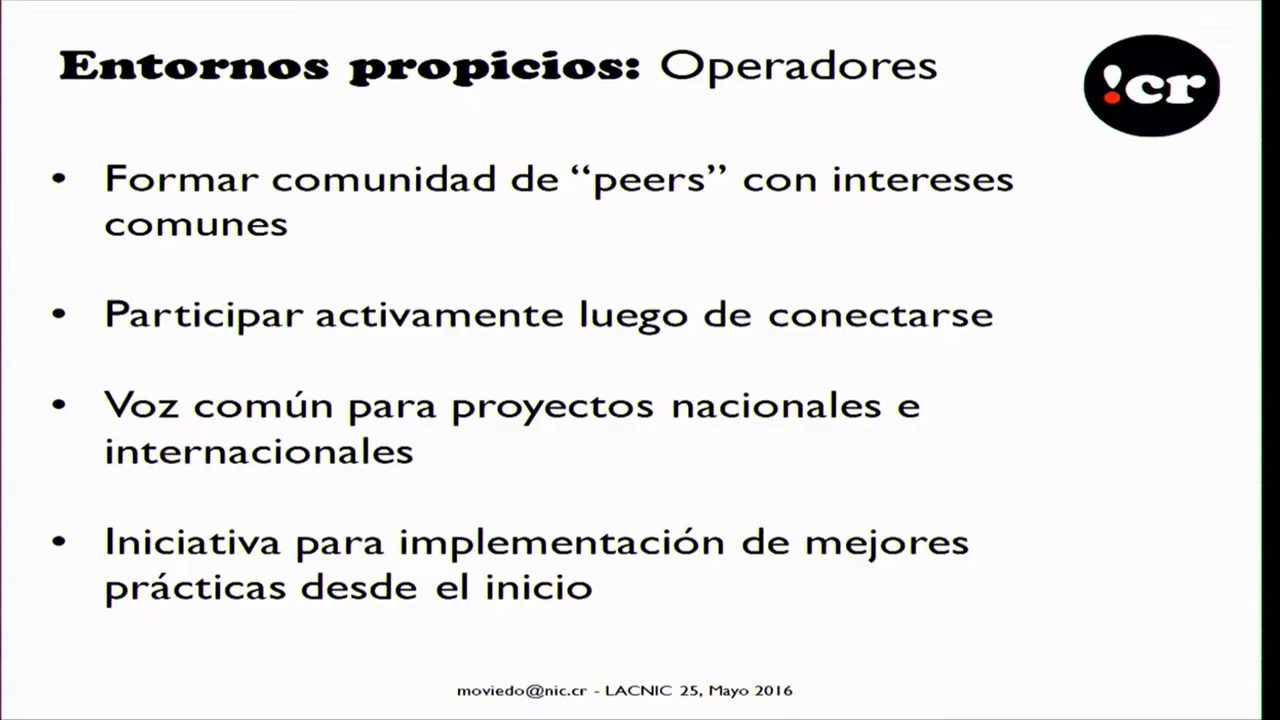 Entornos propicios: Operadores
!cr
• Formar comunidad de “peers” con intereses
comunes
• Participar activamente luego de conectarse
• Voz común para proyectos nacionales e
internacionales
• Iniciativa para implementación de mejores
prácticas desde el inicio
moviedo@nic.cr - LACNIC 25, Mayo 2016